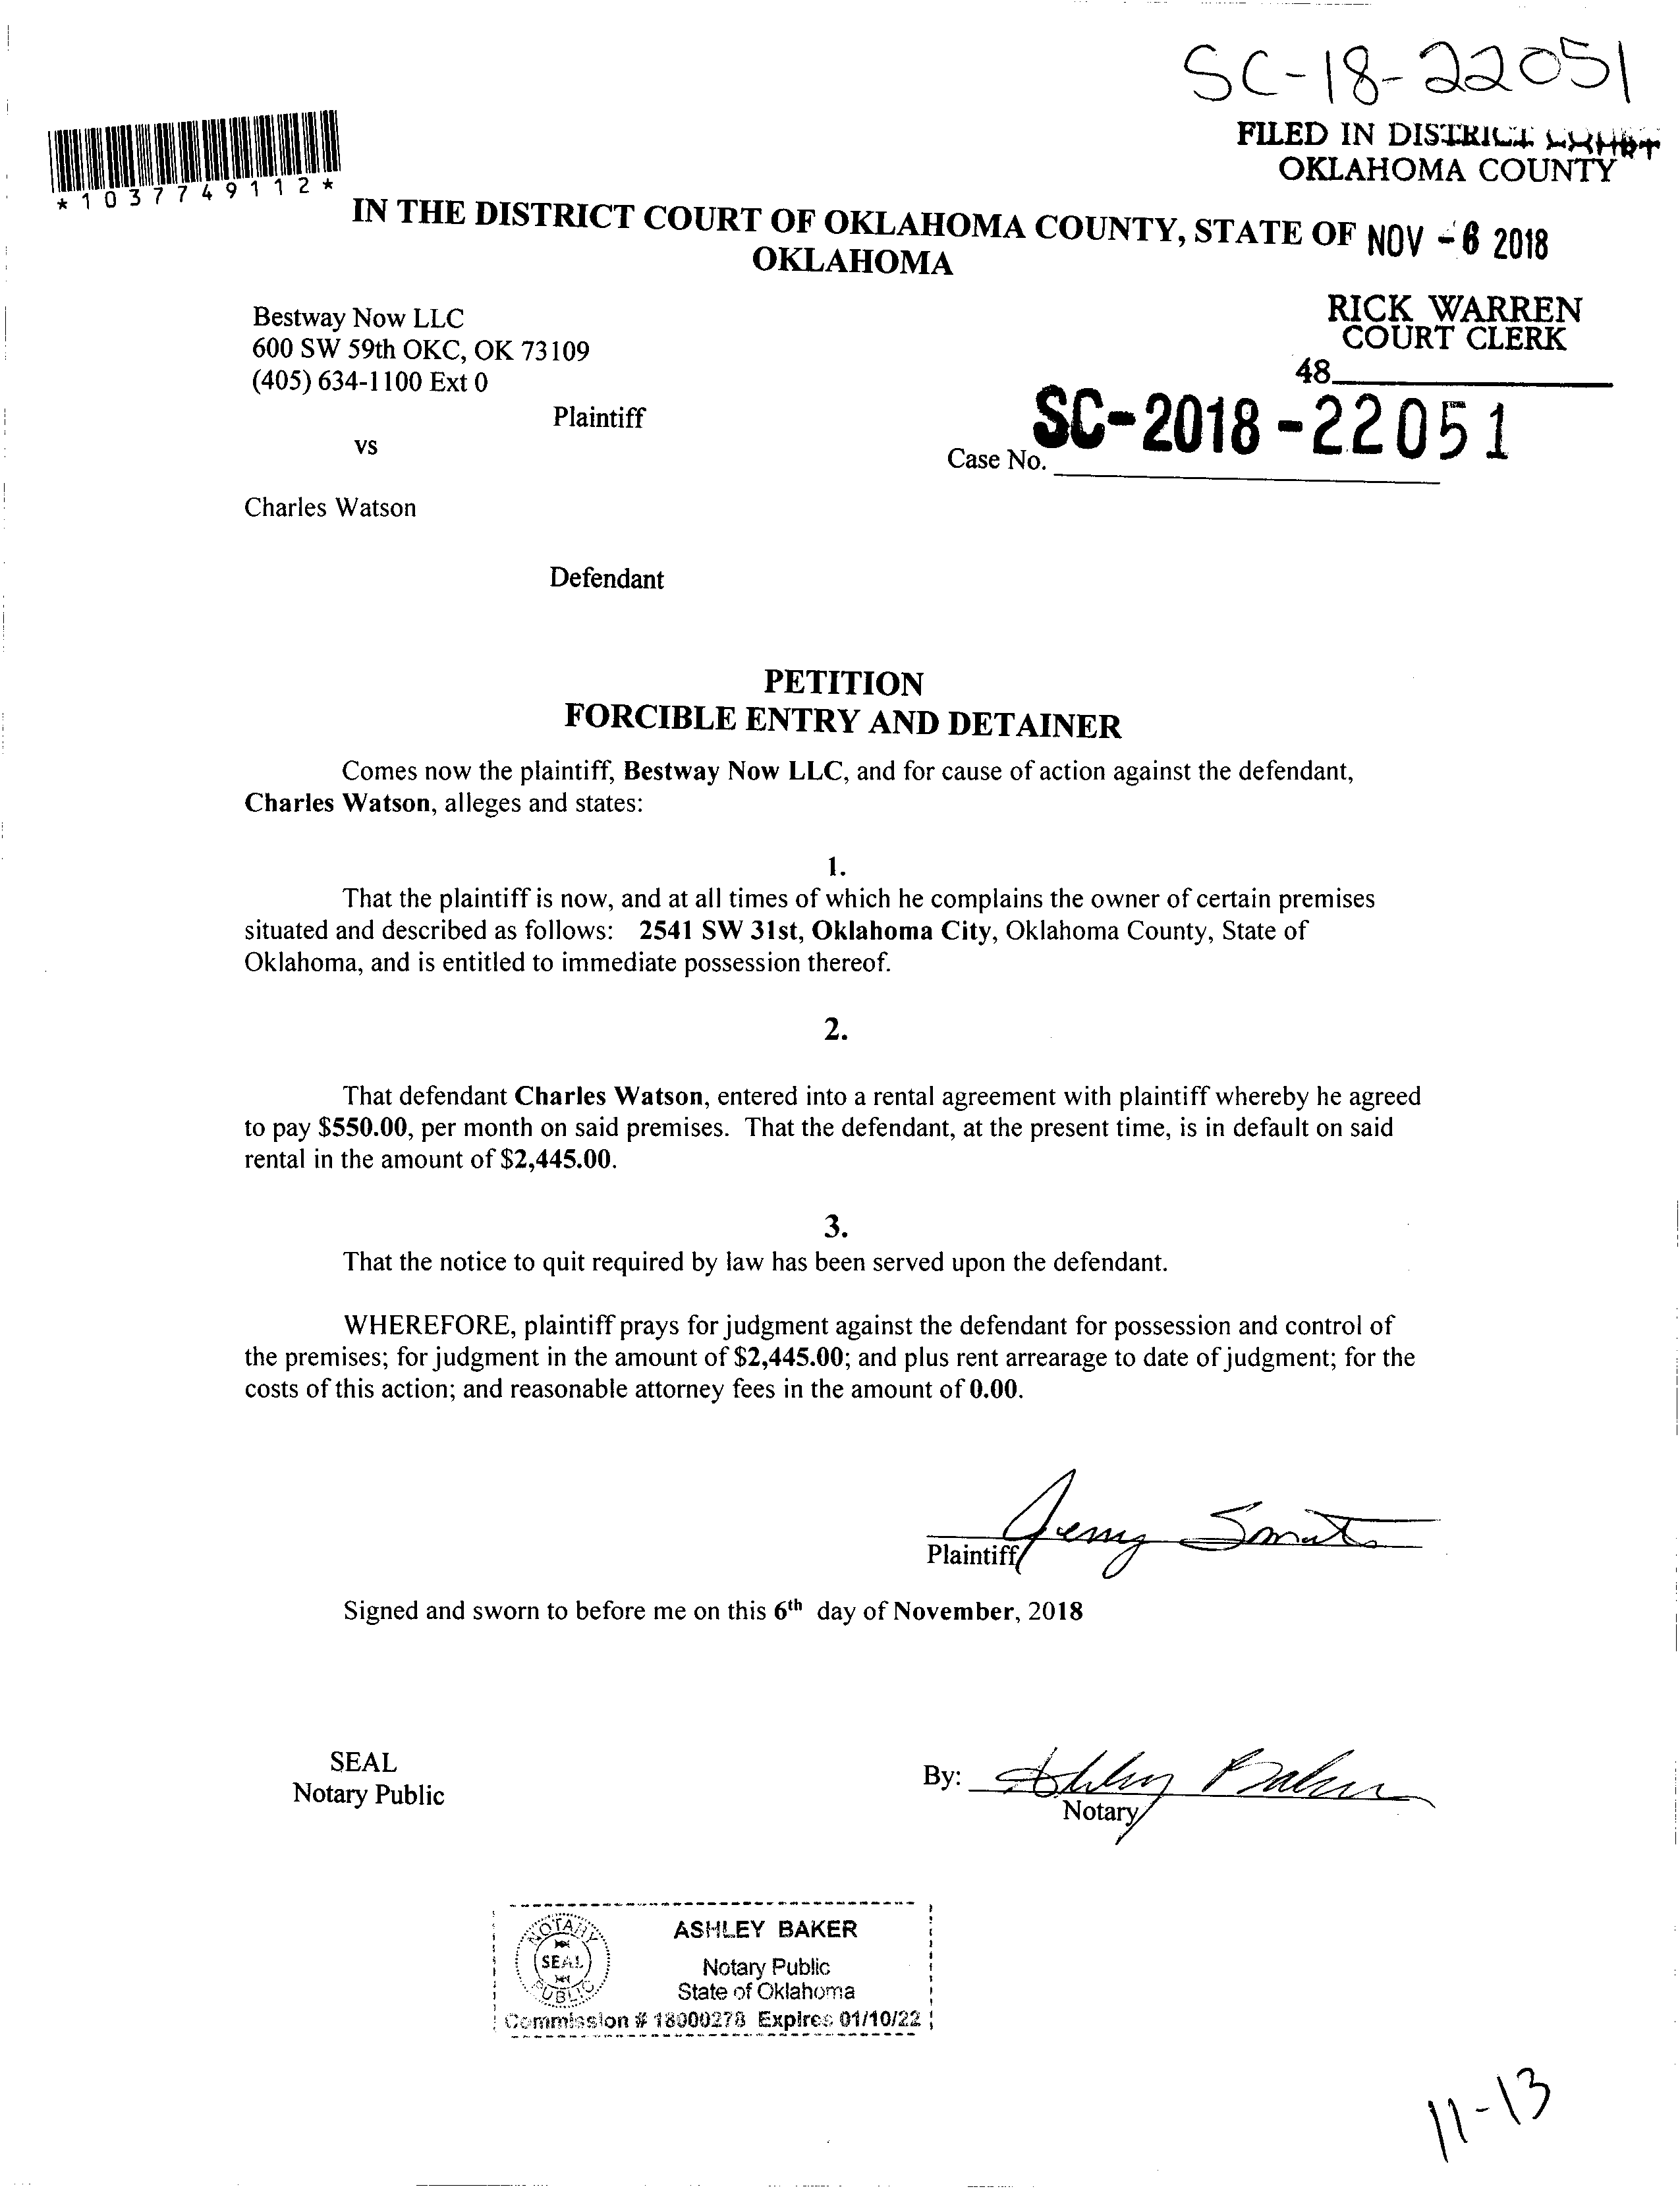 SC-18-22051
FILED IN DISTRICT COURT
OKLAHOMA COUNTY
*1037749112*
IN THE DISTRICT COURT OF OKLAHOMA COUNTY, STATE OF NOV -6 2018
OKLAHOMA
RICK WARREN
COURT CLERK
48
Bestway Now LLC
600 SW 59th OKC, OK 73109
(405) 634-1100 Ext 0
Plaintiff
vs
Case No. SC-2018-22051
Charles Watson
Defendant
PETITION
FORCIBLE ENTRY AND DETAINER
Comes now the plaintiff, Bestway Now LLC, and for cause of action against the defendant,
Charles Watson, alleges and states:
1.
That the plaintiff is now, and at all times of which he complains the owner of certain premises
situated and described as follows: 2541 SW 31st, Oklahoma City, Oklahoma County, State of
Oklahoma, and is entitled to immediate possession thereof.
2.
That defendant Charles Watson, entered into a rental agreement with plaintiff whereby he agreed
to pay $550.00, per month on said premises. That the defendant, at the present time, is in default on said
rental in the amount of $2,445.00.
3.
That the notice to quit required by law has been served upon the defendant.
WHEREFORE, plaintiff prays for judgment against the defendant for possession and control of
the premises; for judgment in the amount of $2,445.00; and plus rent arrearage to date of judgment; for the
costs of this action; and reasonable attorney fees in the amount of 0.00.
Plaintiff
Signed and sworn to before me on this 6th day of November, 2018
SEAL
Notary Public
By: Ashley Baker
Notary
NOTARY
SEAL
PUBLIC
ASHLEY BAKER
Notary Public
State of Oklahoma
Commission # 18000278 Expires 01/10/22
11-13